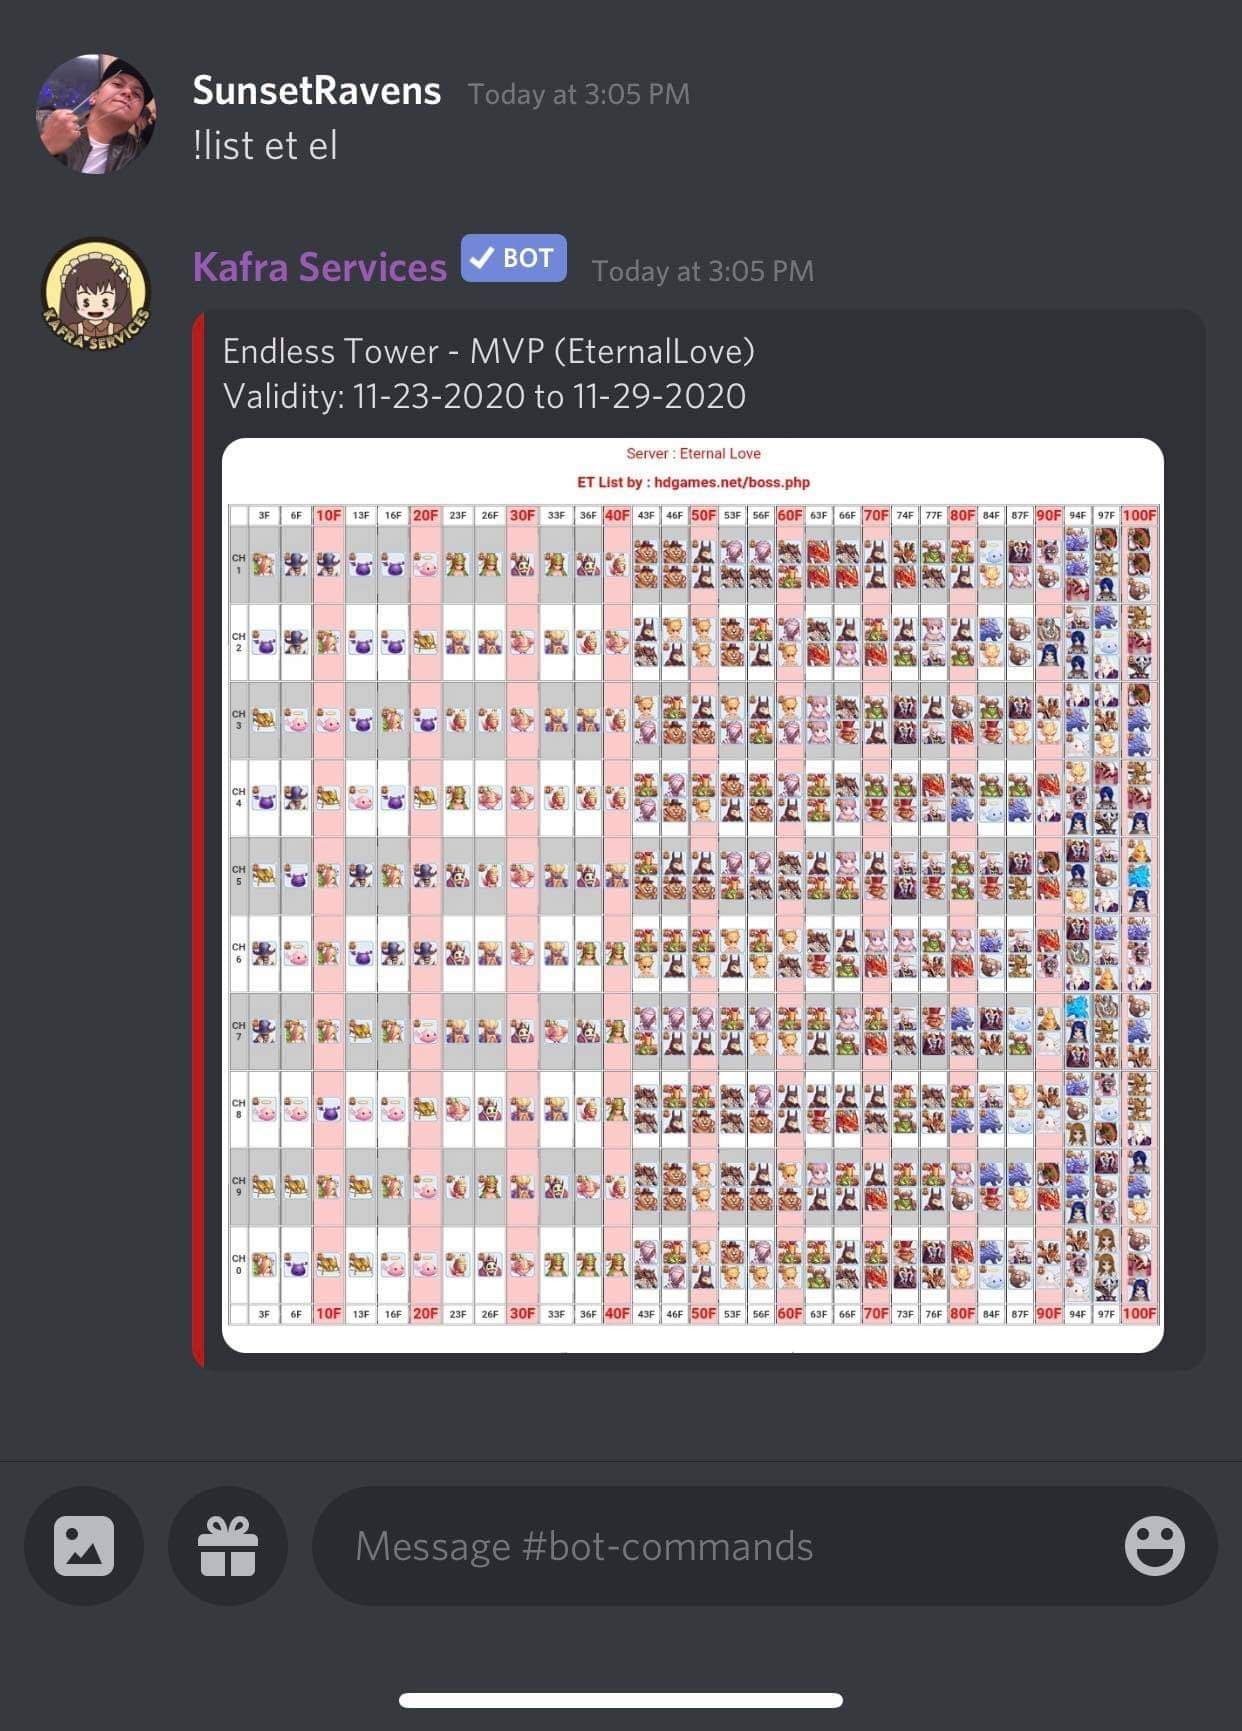 SunsetRavens Today at 3:05 PM
!list et el
KAFRA SERVICES
Kafra Services BOT Today at 3:05 PM
Endless Tower - MVP (EternalLove)
Validity: 11-23-2020 to 11-29-2020
Server : Eternal Love
ET List by : hdgames.net/boss.php
3F 6F 10F 13F 16F 20F 23F 26F 30F 33F 36F 40F 43F 46F 50F 53F 56F 60F 63F 66F 70F 74F 77F 80F 84F 87F 90F 94F 97F 100F
CH
1
CH
2
CH
3
CH
4
CH
5
CH
6
CH
7
CH
8
CH
9
CH
0
3F 6F 10F 13F 16F 20F 23F 26F 30F 33F 36F 40F 43F 46F 50F 53F 56F 60F 63F 66F 70F 73F 76F 80F 84F 87F 90F 94F 97F 100F
Message #bot-commands